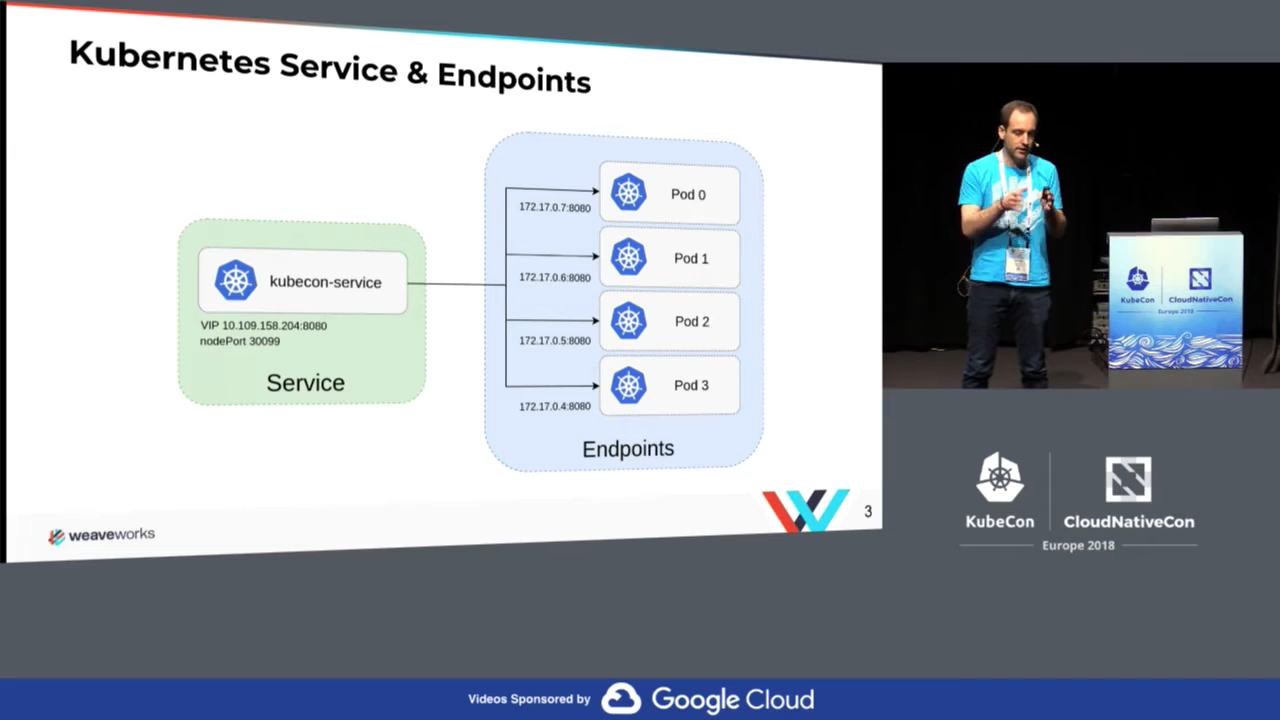 Kubernetes Service & Endpoints
kubecon-service
VIP 10.109.158.204:8080
nodePort 30099
Service
172.17.0.7:8080
Pod 0
172.17.0.6:8080
Pod 1
172.17.0.5:8080
Pod 2
172.17.0.4:8080
Pod 3
Endpoints
weaveworks
3
KubeCon
CloudNativeCon
Europe 2018
KubeCon
CloudNativeCon
Europe 2018
Videos Sponsored by
Google Cloud